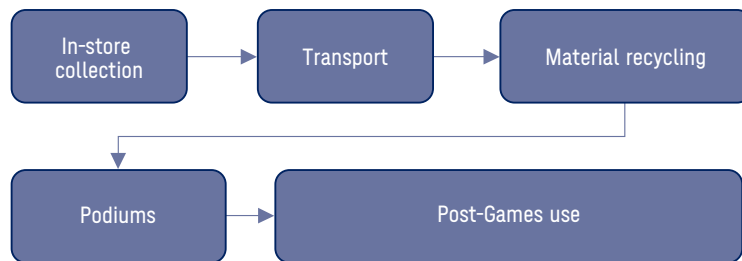 In-store
collection
Transport
Material recycling
Podiums
Post-Games use